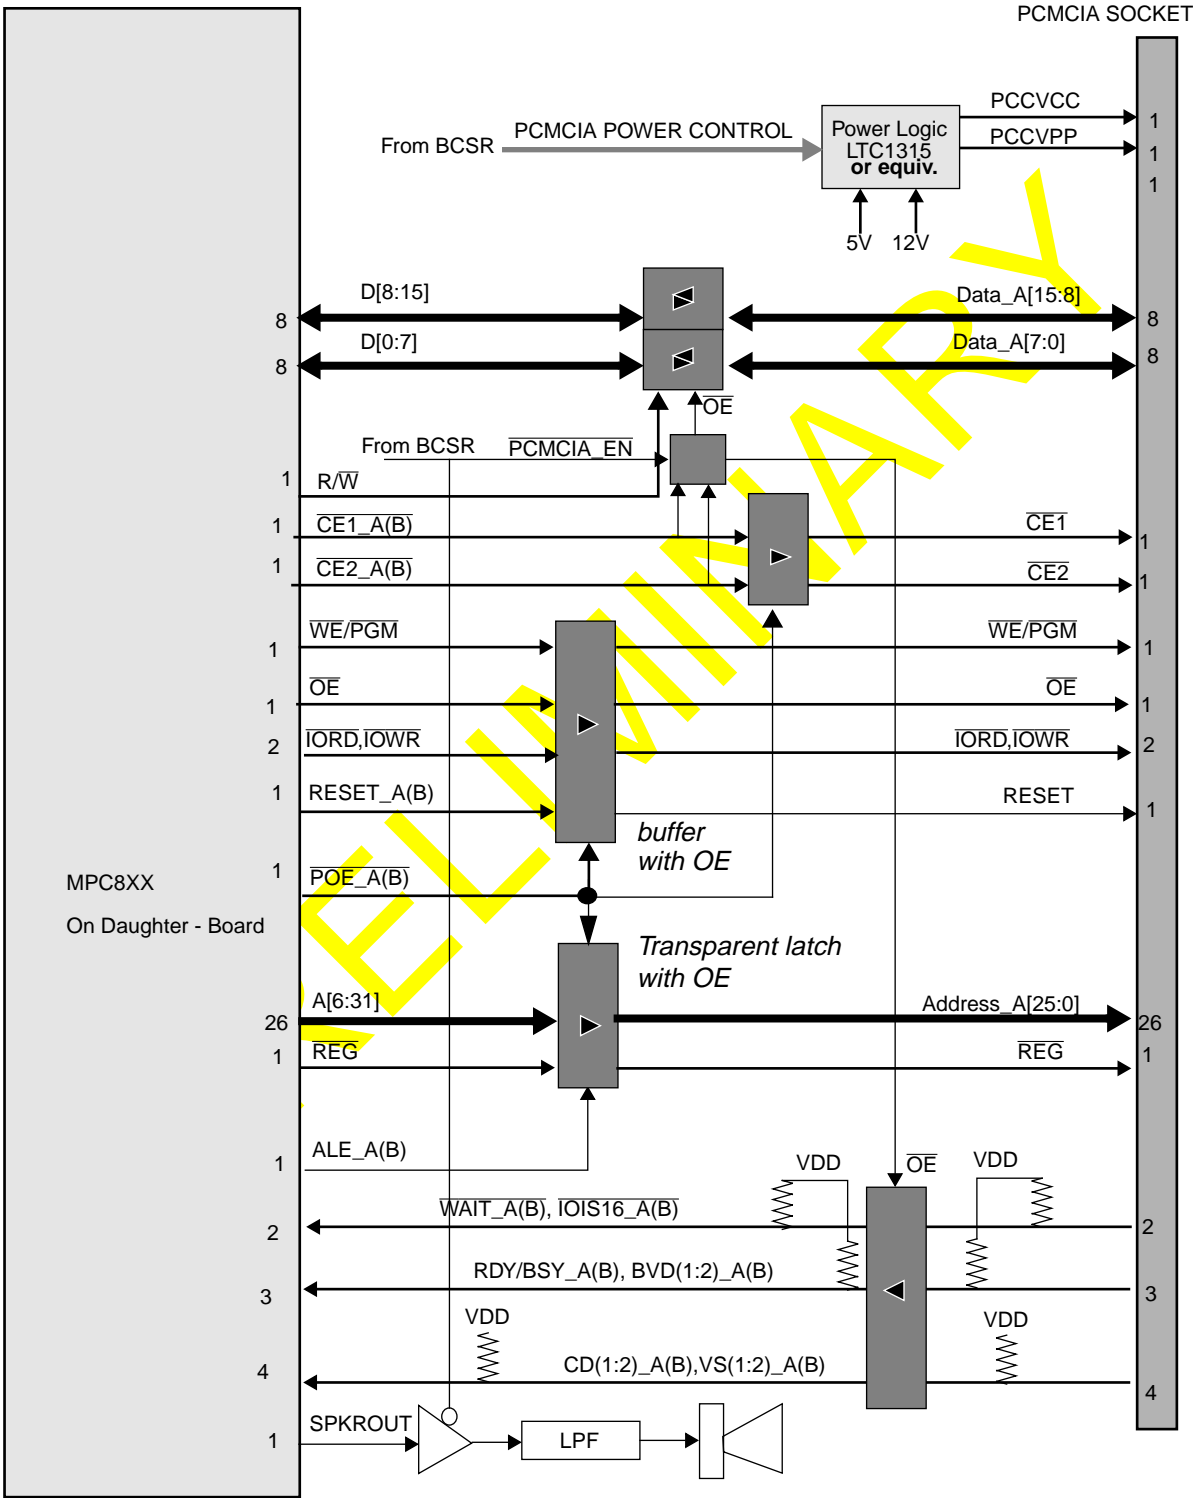 PCMCIA SOCKET
PCCVCC
1
From BCSR
PCMCIA POWER CONTROL
Power Logic
LTC1315
or equiv.
PCCVPP
1
1
5V
12V
D[8:15]
Data_A[15:8]
8
8
D[0:7]
Data_A[7:0]
8
8
OE
From BCSR
PCMCIA_EN
1
R/W
1
CE1_A(B)
CE1
1
1
CE2_A(B)
CE2
1
1
WE/PGM
WE/PGM
1
1
OE
OE
1
2
IORD,IOWR
IORD,IOWR
2
1
RESET_A(B)
RESET
1
buffer
with OE
1
POE_A(B)
MPC8XX
On Daughter - Board
Transparent latch
with OE
26
A[6:31]
Address_A[25:0]
26
1
REG
REG
1
1
ALE_A(B)
VDD
OE
VDD
2
WAIT_A(B), IOIS16_A(B)
2
3
RDY/BSY_A(B), BVD(1:2)_A(B)
3
VDD
VDD
4
CD(1:2)_A(B),VS(1:2)_A(B)
4
1
SPKROUT
LPF
RELIMINARY